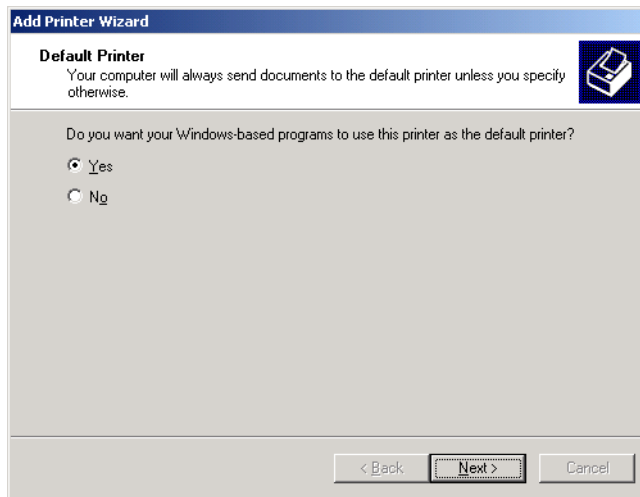 Add Printer Wizard
Default Printer
Your computer will always send documents to the default printer unless you specify
otherwise.
Do you want your Windows-based programs to use this printer as the default printer?
Yes
No
< Back
Next >
Cancel